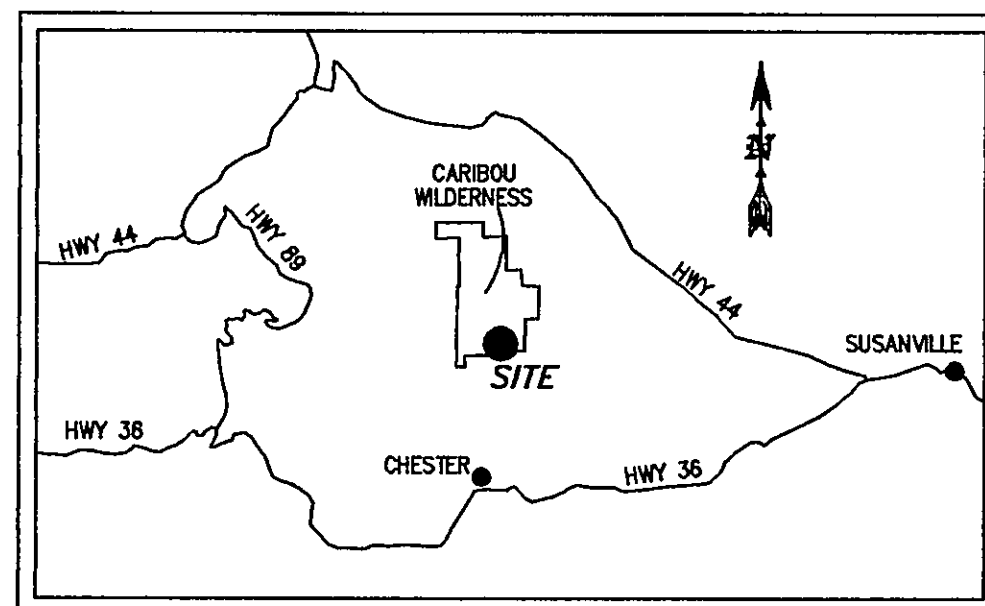 CARIBOU
WILDERNESS
N
HWY 44
HWY 89
HWY 44
SUSANVILLE
SITE
HWY 36
CHESTER
HWY 36